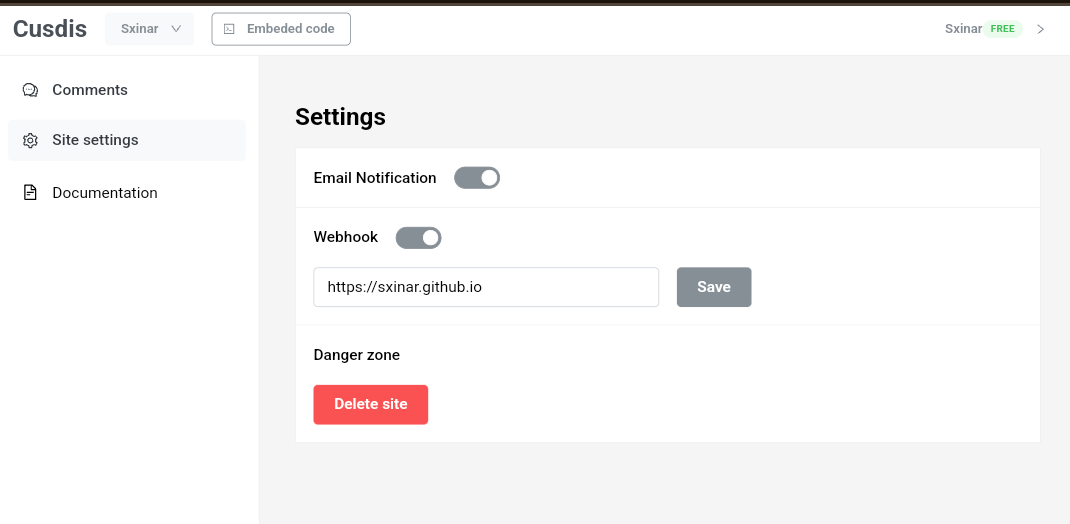 Cusdis
Sxinar
Embeded code
Sxinar FREE
Comments
Site settings
Documentation
Settings
Email Notification
Webhook
https://sxinar.github.io
Save
Danger zone
Delete site